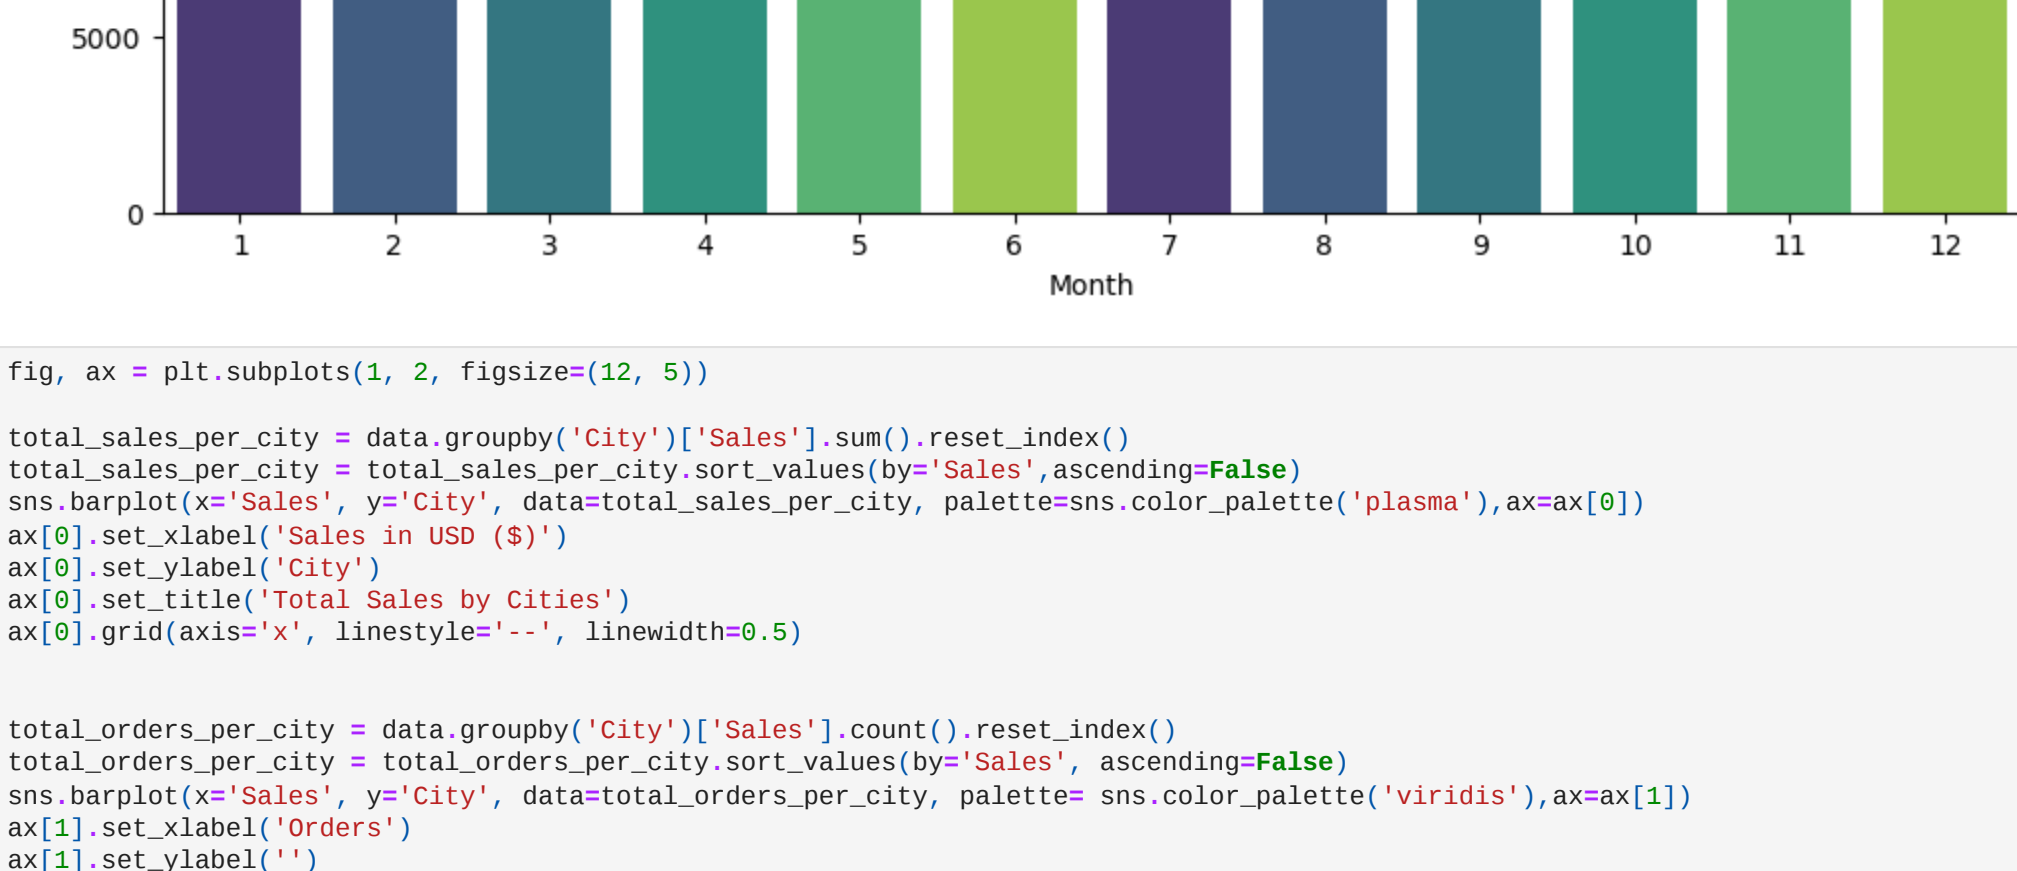 5000
0
1 2 3 4 5 6 7 8 9 10 11 12
Month
fig, ax = plt.subplots(1, 2, figsize=(12, 5))
total_sales_per_city = data.groupby('City')['Sales'].sum().reset_index()
total_sales_per_city = total_sales_per_city.sort_values(by='Sales',ascending=False)
sns.barplot(x='Sales', y='City', data=total_sales_per_city, palette=sns.color_palette('plasma'),ax=ax[0])
ax[0].set_xlabel('Sales in USD ($)')
ax[0].set_ylabel('City')
ax[0].set_title('Total Sales by Cities')
ax[0].grid(axis='x', linestyle='--', linewidth=0.5)
total_orders_per_city = data.groupby('City')['Sales'].count().reset_index()
total_orders_per_city = total_orders_per_city.sort_values(by='Sales', ascending=False)
sns.barplot(x='Sales', y='City', data=total_orders_per_city, palette= sns.color_palette('viridis'),ax=ax[1])
ax[1].set_xlabel('Orders')
ax[1].set_ylabel('')